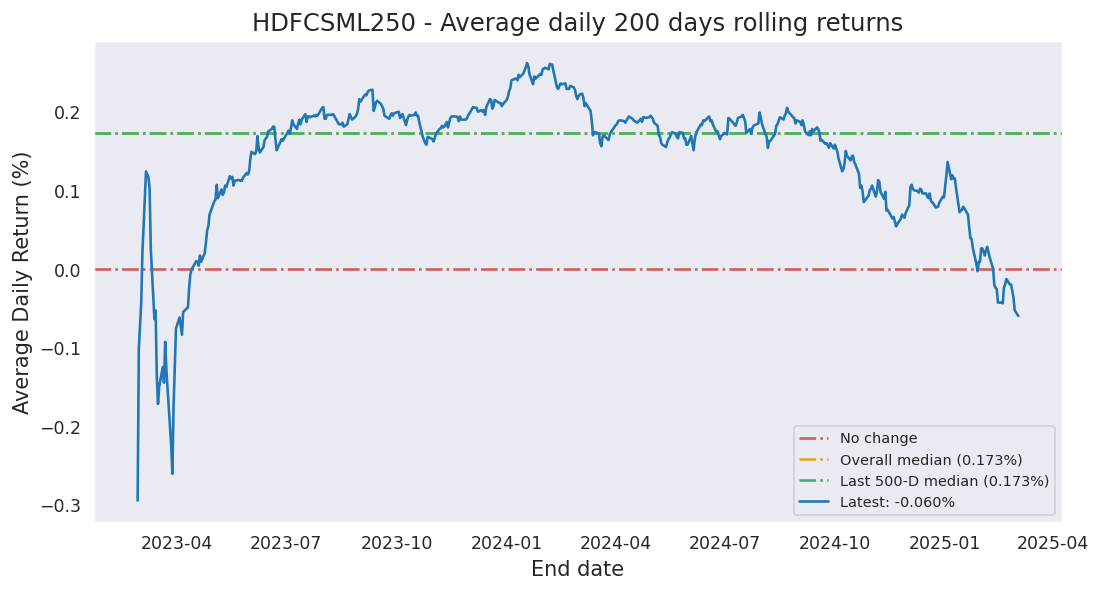 HDFCSML250 - Average daily 200 days rolling returns
Average Daily Return (%)
0.2
0.1
0.0
−0.1
−0.2
−0.3
No change
Overall median (0.173%)
Last 500-D median (0.173%)
Latest: -0.060%
2023-04 2023-07 2023-10 2024-01 2024-04 2024-07 2024-10 2025-01 2025-04
End date